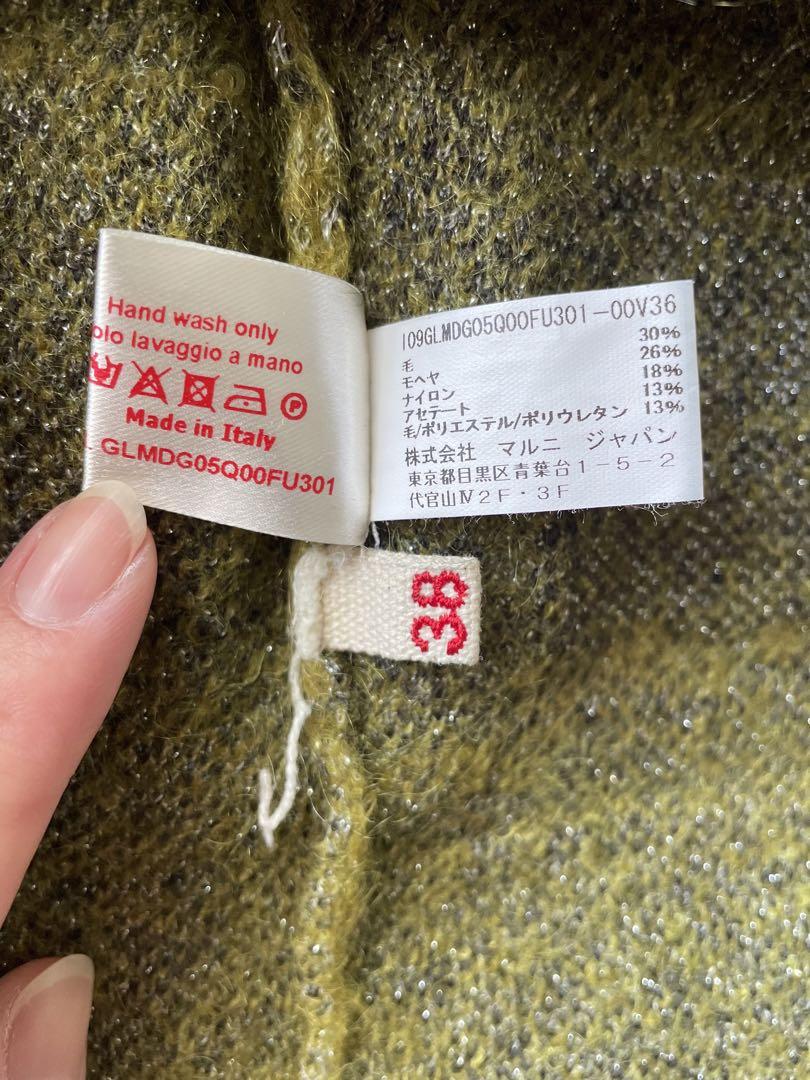 Hand wash only
olo lavaggio a mano
P
Made in Italy
. GLMDG05Q00FU301
I09GLMDG05Q00FU301-00V36
毛 30%
モヘヤ 26%
ナイロン 18%
アセテート 13%
毛/ポリエステル/ポリウレタン 13%
株式会社 マルニ ジャパン
東京都目黒区青葉台1-5-2
代官山Ⅳ2F・3F
38